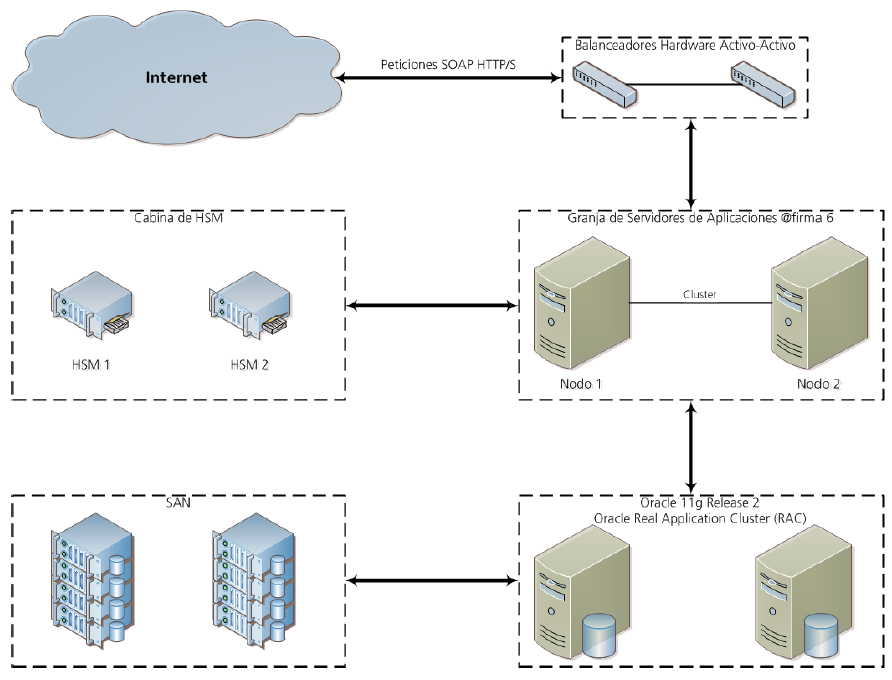 Internet
Peticiones SOAP HTTP/S
Balanceadores Hardware Activo-Activo
Cabina de HSM
HSM 1
HSM 2
Granja de Servidores de Aplicaciones @firma 6
Cluster
Nodo 1
Nodo 2
SAN
Oracle 11g Release 2
Oracle Real Application Cluster (RAC)